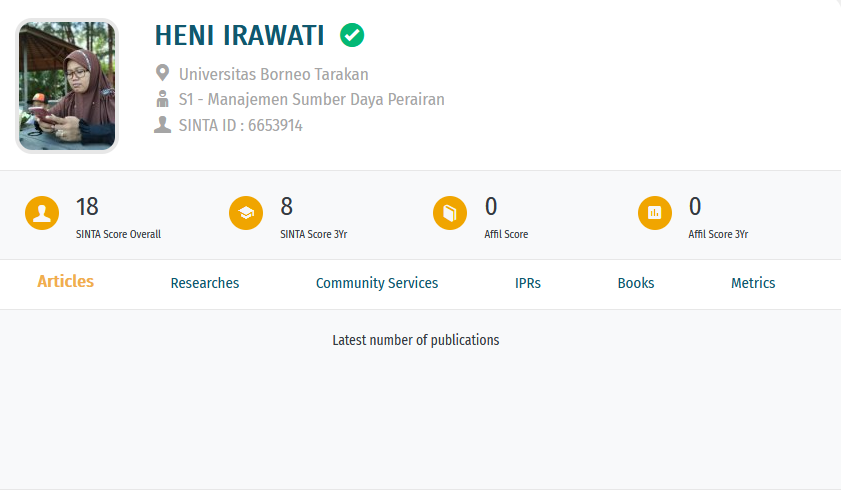 HENI IRAWATI
Universitas Borneo Tarakan
S1 - Manajemen Sumber Daya Perairan
SINTA ID : 6653914
18
SINTA Score Overall
8
SINTA Score 3Yr
0
Affil Score
0
Affil Score 3Yr
Articles
Researches
Community Services
IPRs
Books
Metrics
Latest number of publications